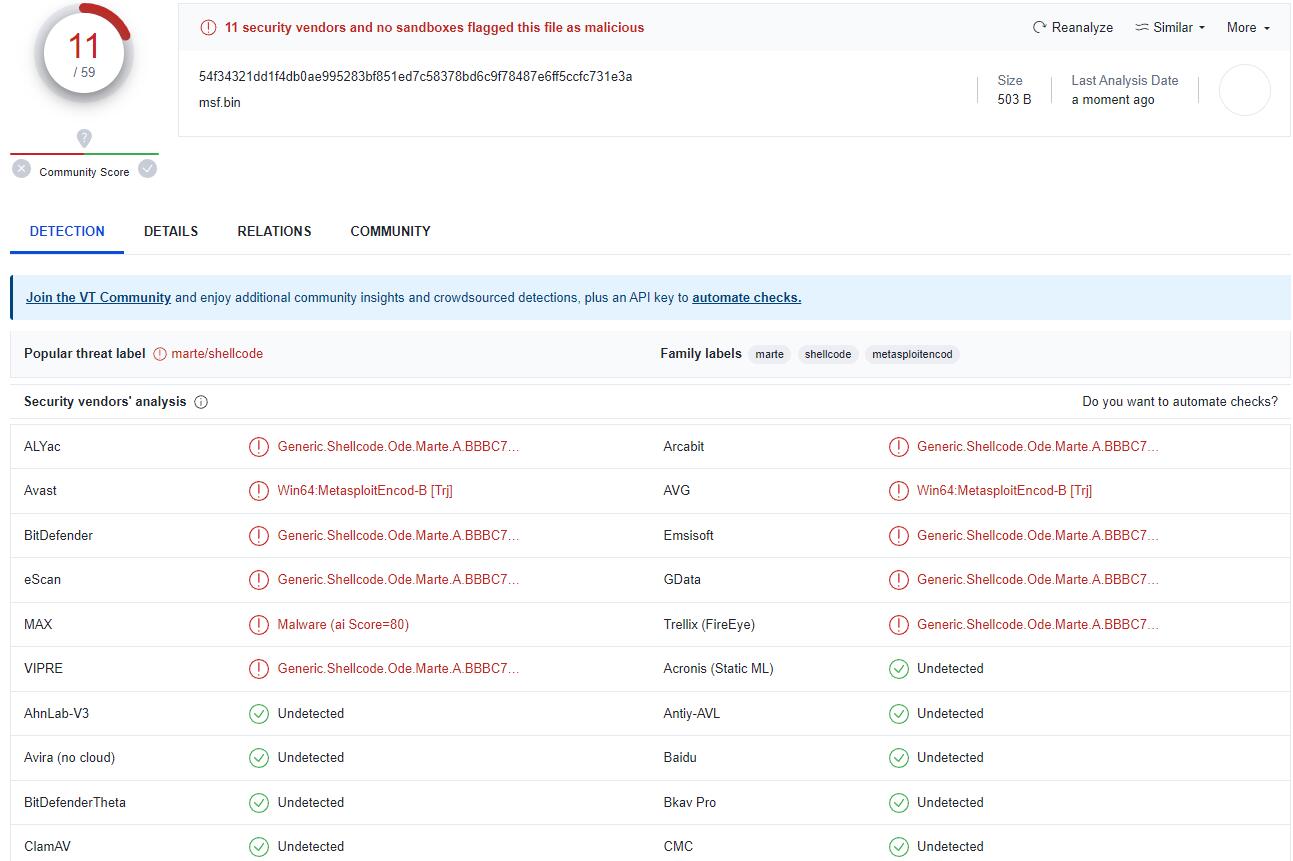 11
/ 59
? 
Community Score
11 security vendors and no sandboxes flagged this file as malicious
Reanalyze Similar More
54f34321dd1f4db0ae995283bf851ed7c58378bd6c9f78487e6ff5ccfc731e3a
msf.bin
Size
503 B
Last Analysis Date
a moment ago
DETECTION DETAILS RELATIONS COMMUNITY
Join the VT Community and enjoy additional community insights and crowdsourced detections, plus an API key to automate checks.
Popular threat label marte/shellcode Family labels marte shellcode metasploitencod
Security vendors' analysis Do you want to automate checks?
ALYac Generic.Shellcode.Ode.Marte.A.BBBC7... Arcabit Generic.Shellcode.Ode.Marte.A.BBBC7...
Avast Win64:MetasploitEncod-B [Trj] AVG Win64:MetasploitEncod-B [Trj]
BitDefender Generic.Shellcode.Ode.Marte.A.BBBC7... Emsisoft Generic.Shellcode.Ode.Marte.A.BBBC7...
eScan Generic.Shellcode.Ode.Marte.A.BBBC7... GData Generic.Shellcode.Ode.Marte.A.BBBC7...
MAX Malware (ai Score=80) Trellix (FireEye) Generic.Shellcode.Ode.Marte.A.BBBC7...
VIPRE Generic.Shellcode.Ode.Marte.A.BBBC7... Acronis (Static ML) Undetected
AhnLab-V3 Undetected Antiy-AVL Undetected
Avira (no cloud) Undetected Baidu Undetected
BitDefenderTheta Undetected Bkav Pro Undetected
ClamAV Undetected CMC Undetected